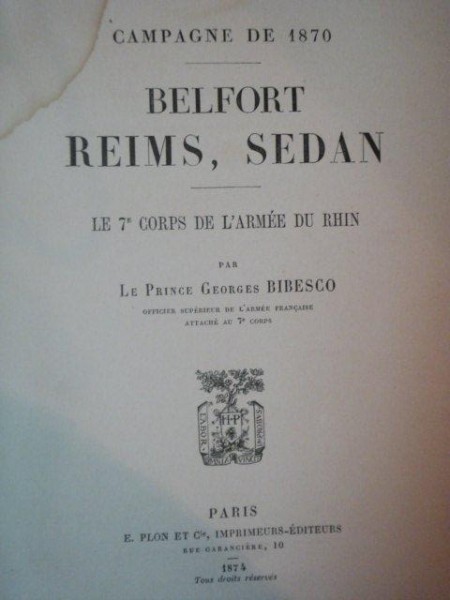 CAMPAGNE DE 1870
BELFORT
REIMS, SEDAN
LE 7e CORPS DE L'ARMÉE DU RHIN
PAR
LE PRINCE GEORGES BIBESCO
OFFICIER SUPÉRIEUR DE L'ARMÉE FRANÇAISE
ATTACHÉ AU 7e CORPS
LABOR
H·P
IMPROBUS
PARIS
E. PLON ET Cie, IMPRIMEURS-ÉDITEURS
RUE GARANCIÈRE, 10
1874
Tous droits réservés